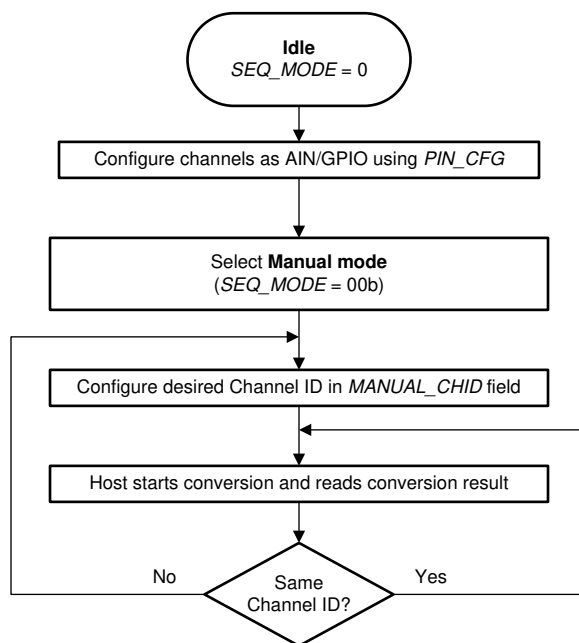 Idle
SEQ_MODE = 0
Configure channels as AIN/GPIO using PIN_CFG
Select Manual mode
(SEQ_MODE = 00b)
Configure desired Channel ID in MANUAL_CHID field
Host starts conversion and reads conversion result
No
Same
Channel ID?
Yes